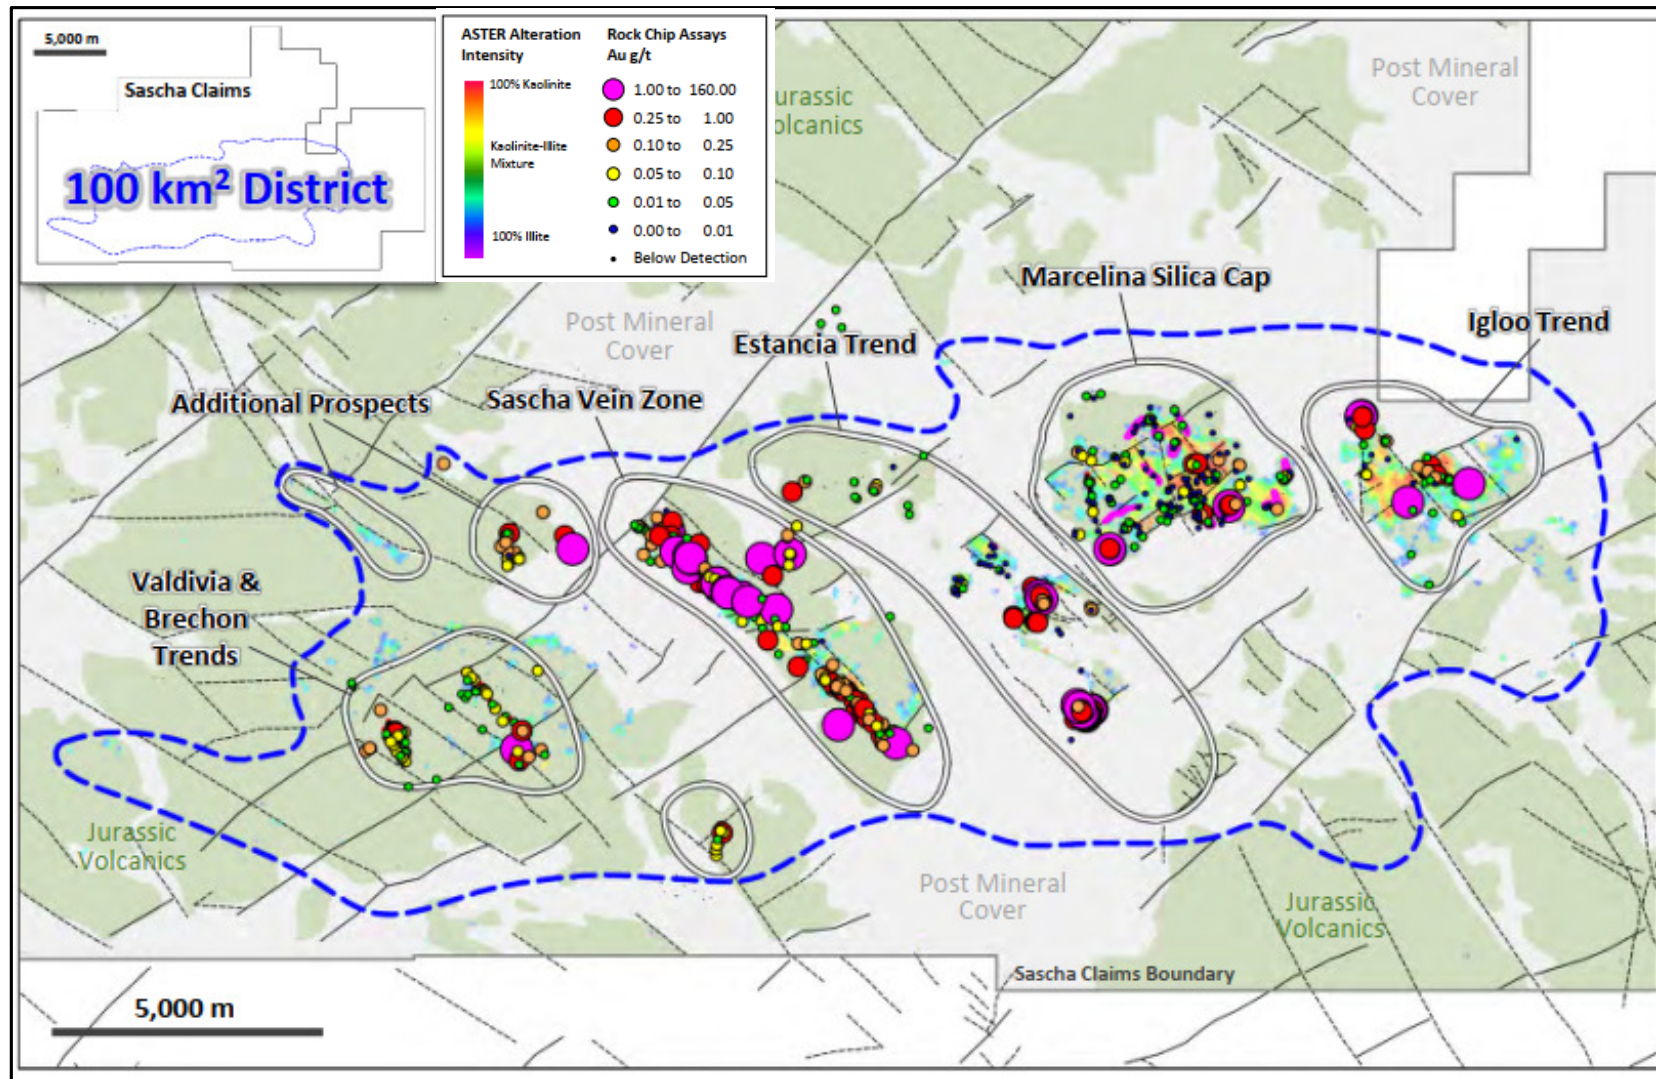 5,000 m
Sascha Claims
100 km² District
ASTER Alteration
Intensity
100% Kaolinite
Kaolinite-Illite
Mixture
100% Illite
Rock Chip Assays
Au g/t
1.00 to 160.00
0.25 to 1.00
0.10 to 0.25
0.05 to 0.10
0.01 to 0.05
0.00 to 0.01
Below Detection
urassic
olcanics
Post Mineral
Cover
Marcelina Silica Cap
Igloo Trend
Post Mineral
Cover
Estancia Trend
Additional Prospects
Sascha Vein Zone
Valdivia &
Brechon
Trends
Jurassic
Volcanics
Post Mineral
Cover
Jurassic
Volcanics
Sascha Claims Boundary
5,000 m